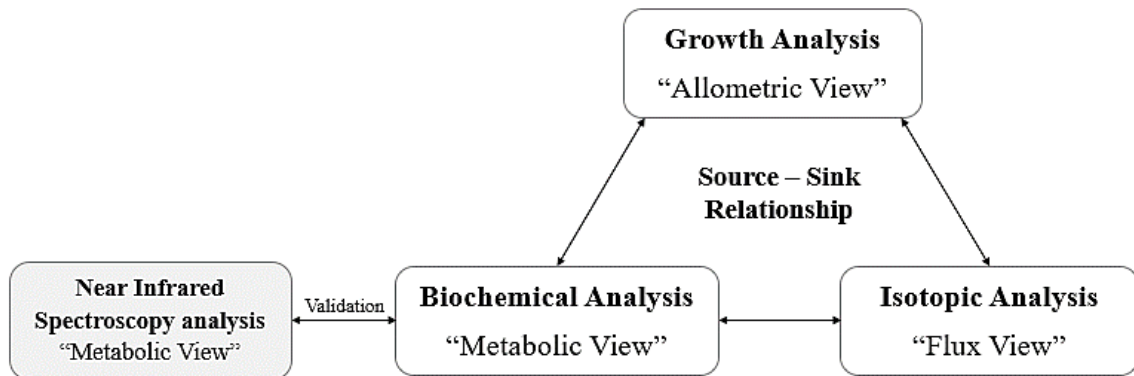 Growth Analysis
“Allometric View”
Source – Sink
Relationship
Near Infrared
Spectroscopy analysis
“Metabolic View”
Validation
Biochemical Analysis
“Metabolic View”
Isotopic Analysis
“Flux View”